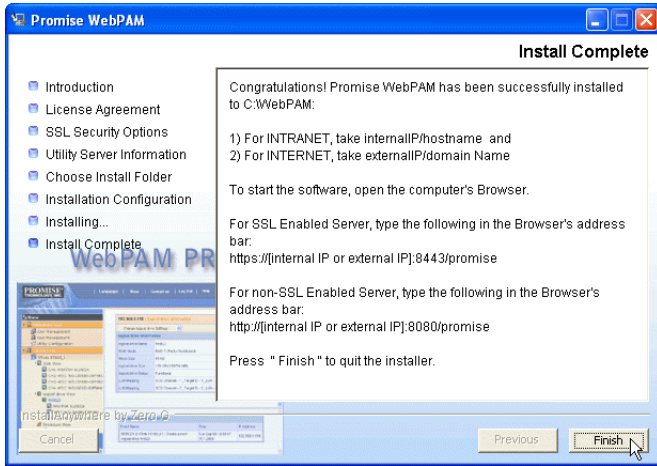 Promise WebPAM
Install Complete
Introduction
License Agreement
SSL Security Options
Utility Server Information
Choose Install Folder
Installation Configuration
Installing...
Install Complete
WebPAM PR
PROMISE
Congratulations! Promise WebPAM has been successfully installed
to C:\WebPAM:
1) For INTRANET, take internalIP/hostname and
2) For INTERNET, take externalIP/domain Name
To start the software, open the computer's Browser.
For SSL Enabled Server, type the following in the Browser's address
bar:
https://[internal IP or external IP]:8443/promise
For non-SSL Enabled Server, type the following in the Browser's
address bar:
http://[internal IP or external IP]:8080/promise
Press " Finish " to quit the installer.
InstallAnywhere by Zero G
Cancel
Previous
Finish